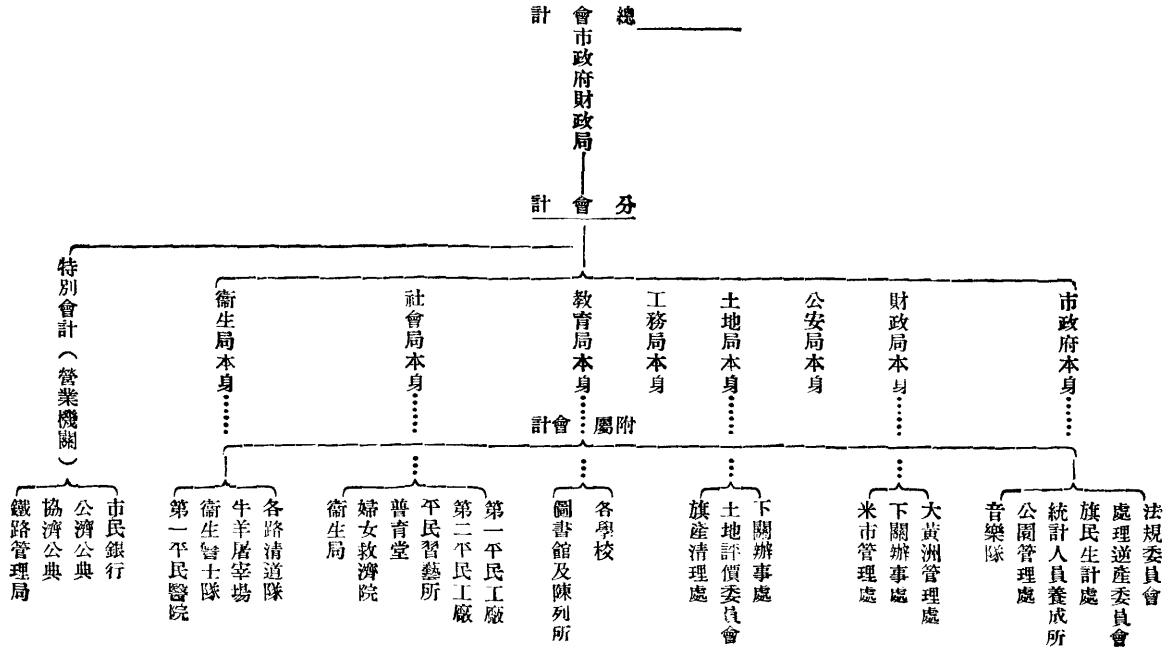 總會計
市政府財政局
分會計
市政府本身
財政局本身
公安局本身
土地局本身
工務局本身
教育局本身
社會局本身
衞生局本身
特別會計（營業機關）
附屬會計
法規委員會
處理逆產委員會
旗民生計處
統計人員養成所
公園管理處
音樂隊
大黃洲管理處
下關辦事處
米市管理處
下關辦事處
土地評價委員會
旗產清理處
各學校
圖書館及陳列所
第一平民工廠
第二平民工廠
平民習藝所
普育堂
婦女救濟院
衞生局
各路清道隊
牛羊屠宰場
衞生警士隊
第一平民醫院
市民銀行
公濟公典
協濟公典
鐵路管理局